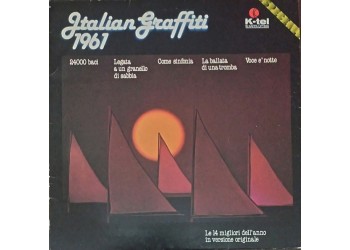 Italian Graffiti
1961
K-tel
24000 baci
Legata
a un granello
di sabbia
Come sinfonia
La ballata
di una tromba
Voce e' notte
Le 14 migliori dell'anno
in versione originale